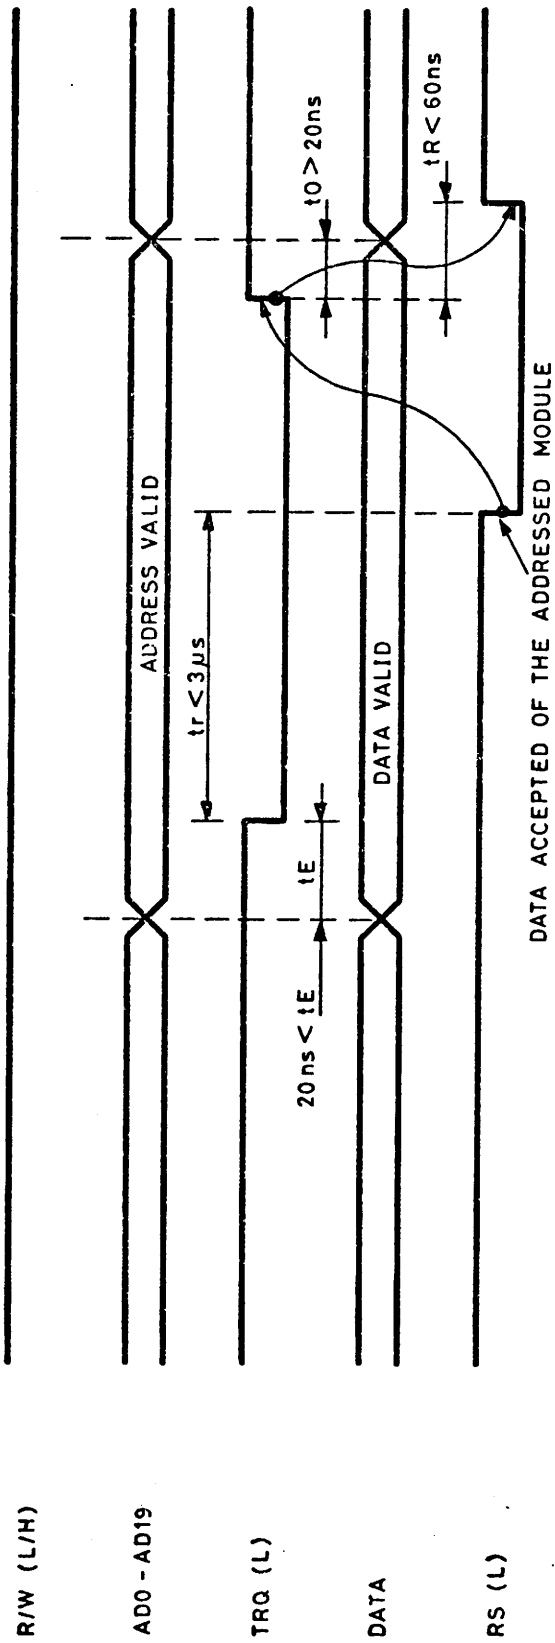 R/W (L/H)
AD0 - AD19
ADDRESS VALID
tr < 3µs
TRQ (L)
20ns < tE
tE
tO > 20ns
DATA
DATA VALID
tR < 60ns
RS (L)
DATA ACCEPTED OF THE ADDRESSED MODULE